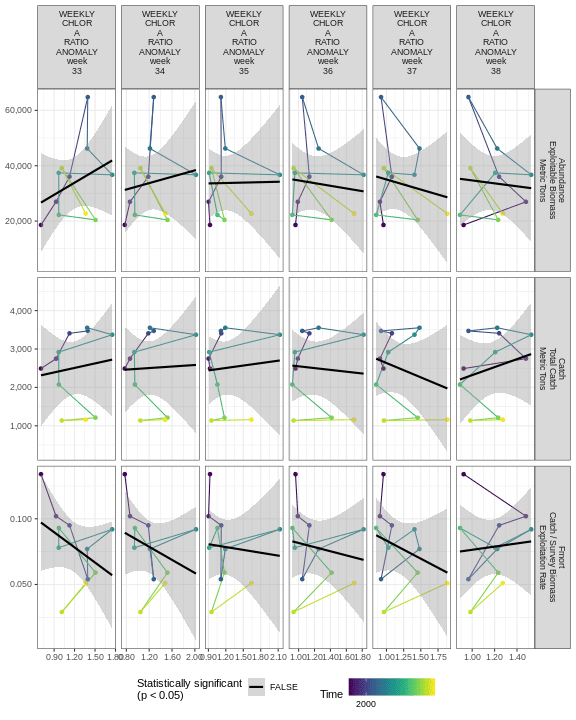 WEEKLY CHLOR A RATIO ANOMALY week 33
WEEKLY CHLOR A RATIO ANOMALY week 34
WEEKLY CHLOR A RATIO ANOMALY week 35
WEEKLY CHLOR A RATIO ANOMALY week 36
WEEKLY CHLOR A RATIO ANOMALY week 37
WEEKLY CHLOR A RATIO ANOMALY week 38
60,000
40,000
20,000
Abundance
Exploitable Biomass
Metric Tons
4,000
3,000
2,000
1,000
Catch
Total Catch
Metric Tons
0.100
0.050
Fmort
Catch / Survey Biomass
Exploitation Rate
0.90 1.20 1.50 1.80
0.80 1.20 1.60 2.00
0.90 1.20 1.50 1.80 2.10
1.00 1.20 1.40 1.60 1.80
1.00 1.25 1.50 1.75
1.00 1.20 1.40
Statistically significant
(p < 0.05)
FALSE
Time
2000